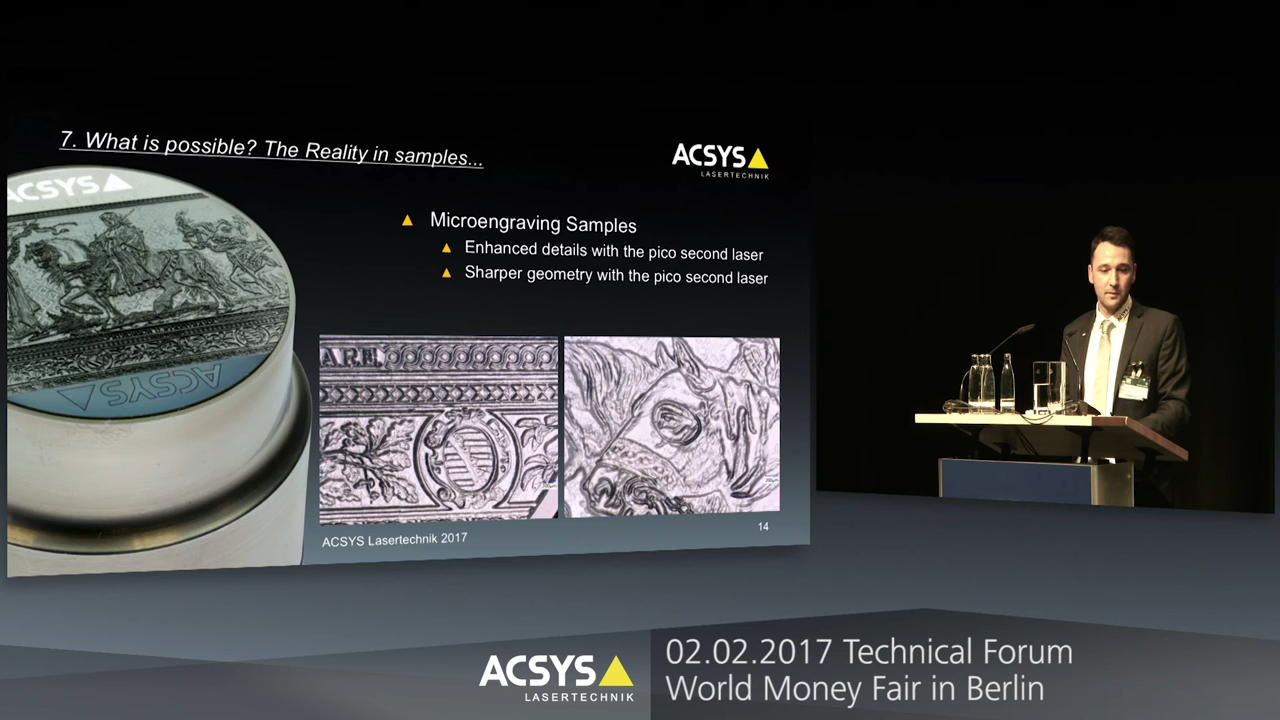 7. What is possible? The Reality in samples...
ACSYS
LASERTECHNIK
ACSYS
Microengraving Samples
Enhanced details with the pico second laser
Sharper geometry with the pico second laser
ACSYS
ARE
14
ACSYS Lasertechnik 2017
ACSYS
ACSYS
LASERTECHNIK
02.02.2017 Technical Forum
World Money Fair in Berlin